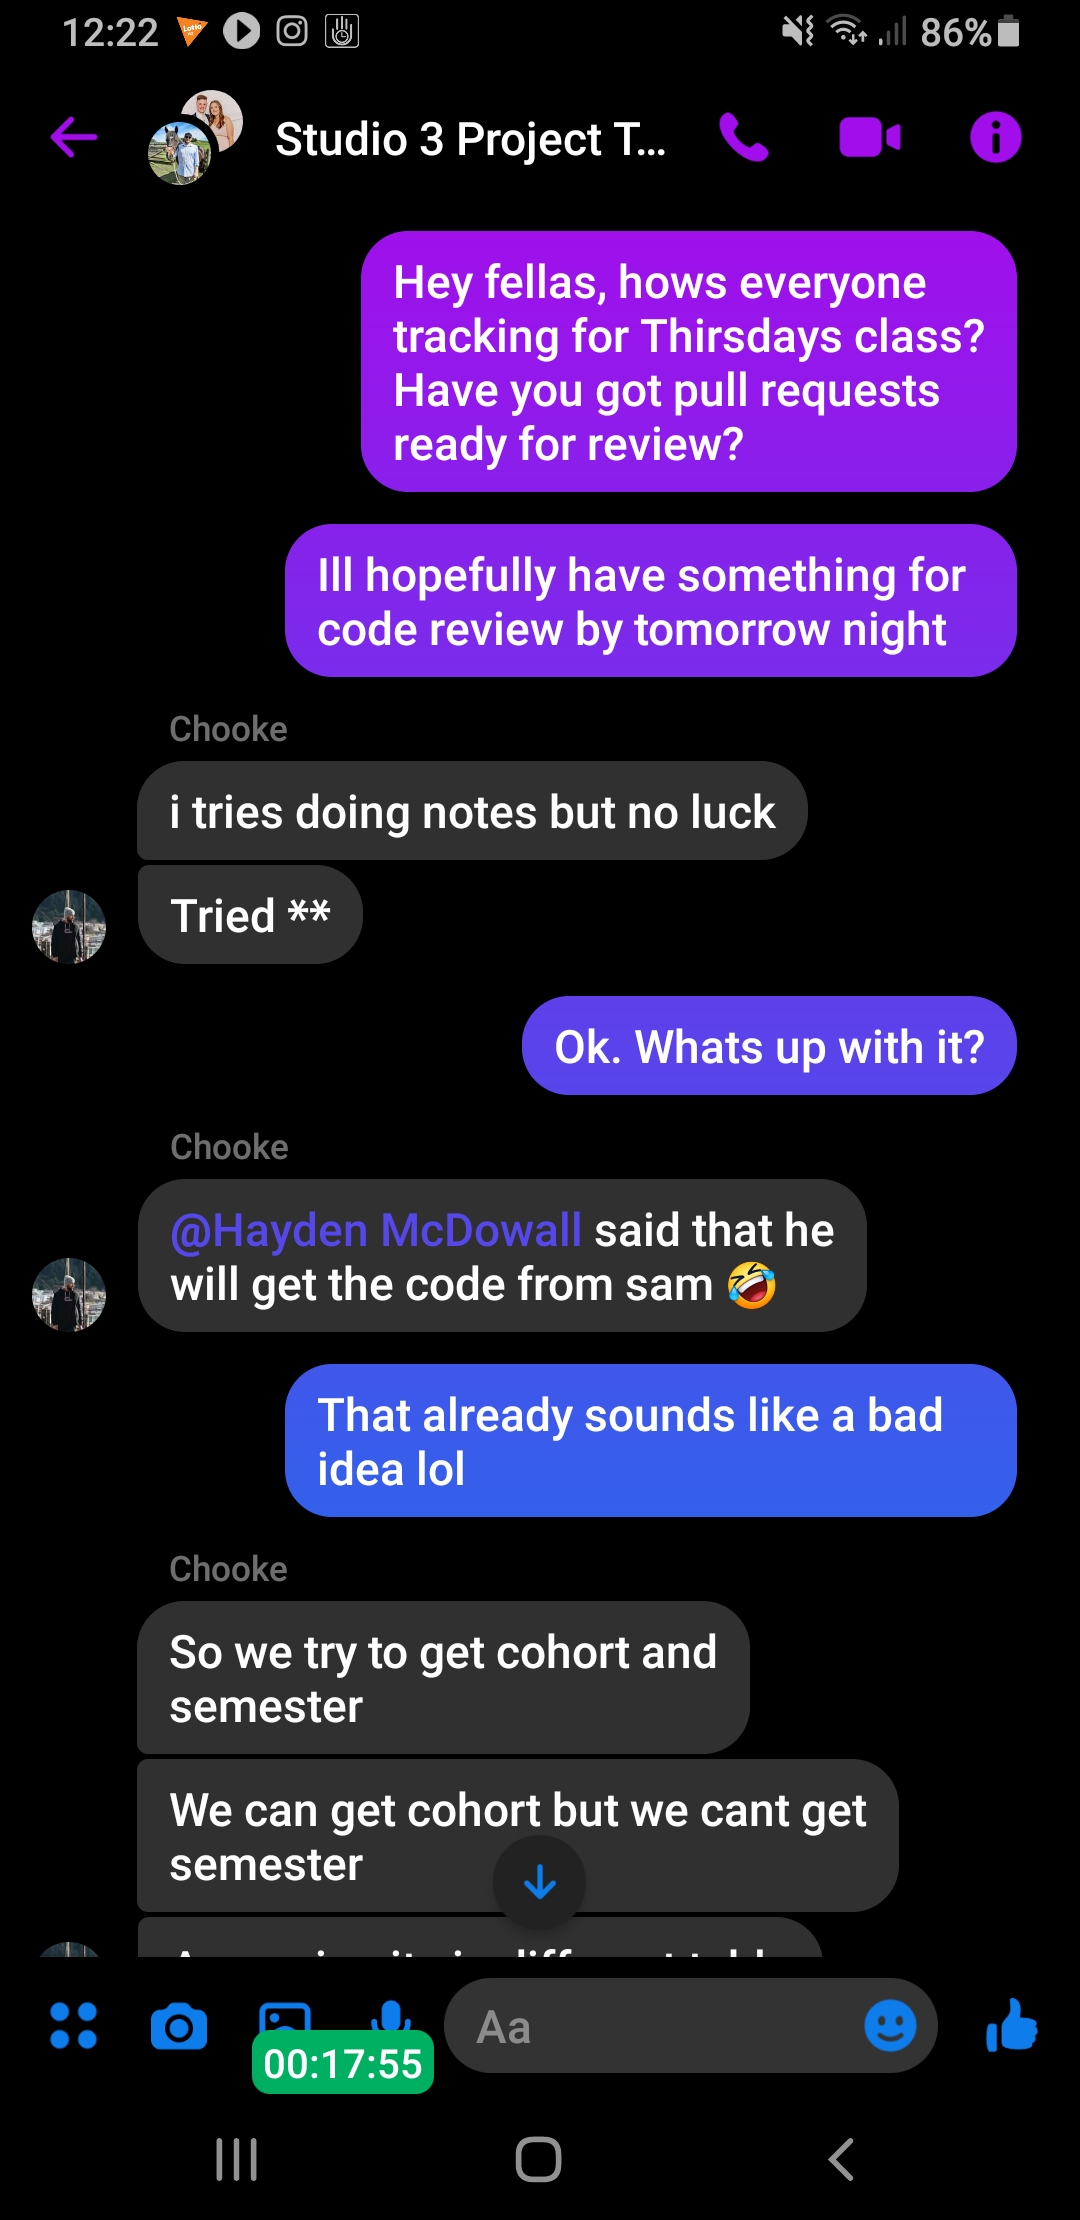 12:22
86%
Studio 3 Project T...
Hey fellas, hows everyone
tracking for Thirsdays class?
Have you got pull requests
ready for review?
Ill hopefully have something for
code review by tomorrow night
Chooke
i tries doing notes but no luck
Tried **
Ok. Whats up with it?
Chooke
@Hayden McDowall said that he
will get the code from sam 🤣
That already sounds like a bad
idea lol
Chooke
So we try to get cohort and
semester
We can get cohort but we cant get
semester
Aa
00:17:55